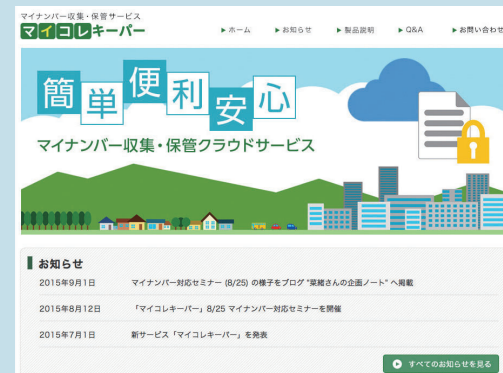 マイナンバー収集・保管サービス
マイコレキーパー
▶ ホーム ▶ お知らせ ▶ 製品説明 ▶ Q&A ▶ お問い合わせ
簡単便利安心
マイナンバー収集・保管クラウドサービス
お知らせ
2015年9月1日 マイナンバー対応セミナー (8/25) の様子をブログ "菜緒さんの企画ノート" へ掲載
2015年8月12日 「マイコレキーパー」8/25 マイナンバー対応セミナーを開催
2015年7月1日 新サービス「マイコレキーパー」を発表
すべてのお知らせを見る